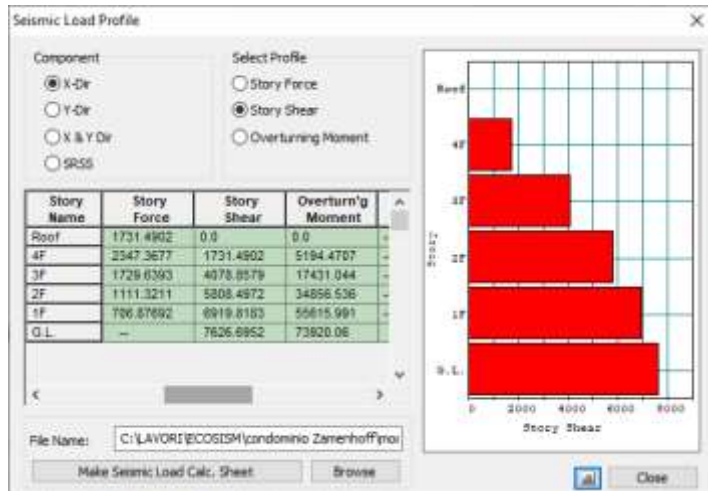 Seismic Load Profile
Component
X-Dir
Y-Dir
X & Y Dir
SRSS
Select Profile
Story Force
Story Shear
Overturning Moment
Story Name Story Force Story Shear Overturn'g Moment
Roof 1731.4902 0.0 0.0
4F 2347.3677 1731.4902 5194.4707
3F 1729.6393 4078.8579 17431.044
2F 1111.3211 5808.4972 34856.536
1F 706.87692 6919.8183 55615.991
G.L. -- 7626.6952 73920.06
File Name: C:\LAVORI\ECOSISM\condominio Zamenhoff\mo
Make Seismic Load Calc. Sheet
Browse
Roof
4F
3F
2F
1F
G.L.
Story
0 2000 4000 6000 8000
Story Shear
Close